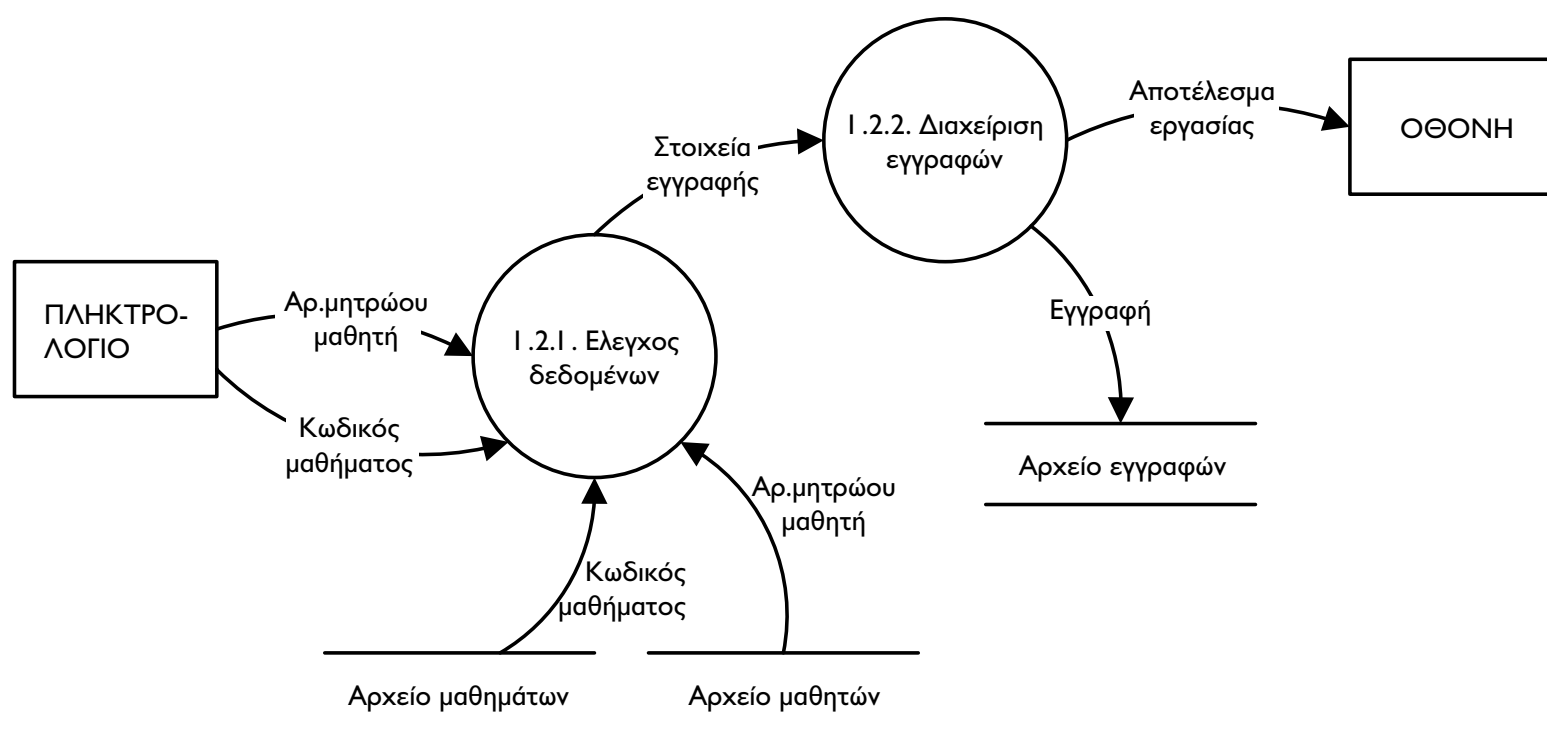 Αποτέλεσμα
εργασίας
ΟΘΟΝΗ
1.2.2. Διαχείριση
εγγραφών
Στοιχεία
εγγραφής
ΠΛΗΚΤΡΟ-
ΛΟΓΙΟ
Αρ.μητρώου
μαθητή
1.2.1. Ελεγχος
δεδομένων
Εγγραφή
Κωδικός
μαθήματος
Αρχείο εγγραφών
Αρ.μητρώου
μαθητή
Κωδικός
μαθήματος
Αρχείο μαθημάτων
Αρχείο μαθητών